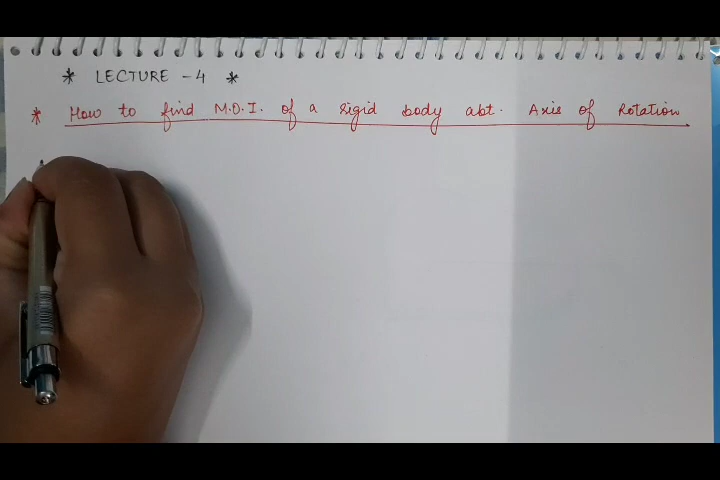 * LECTURE - 4 *
* How to find M.O.I. of a rigid body abt. Axis of Rotation